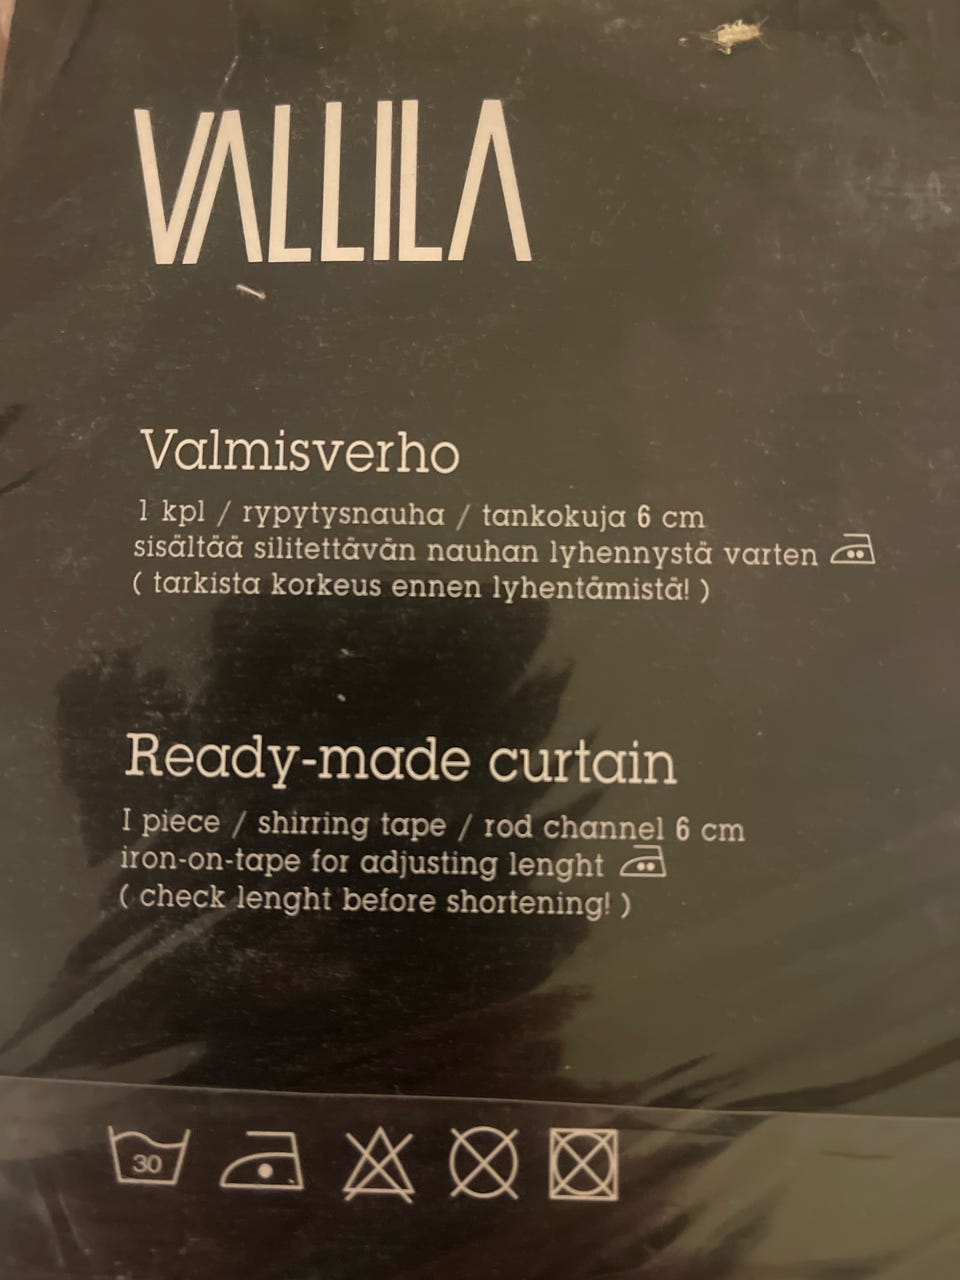 VALLILA
Valmisverho
1 kpl / rypytysnauha / tankokuja 6 cm
sisältää silitettävän nauhan lyhennystä varten
( tarkista korkeus ennen lyhentämistä! )
Ready-made curtain
1 piece / shirring tape / rod channel 6 cm
iron-on-tape for adjusting lenght
( check lenght before shortening! )
30